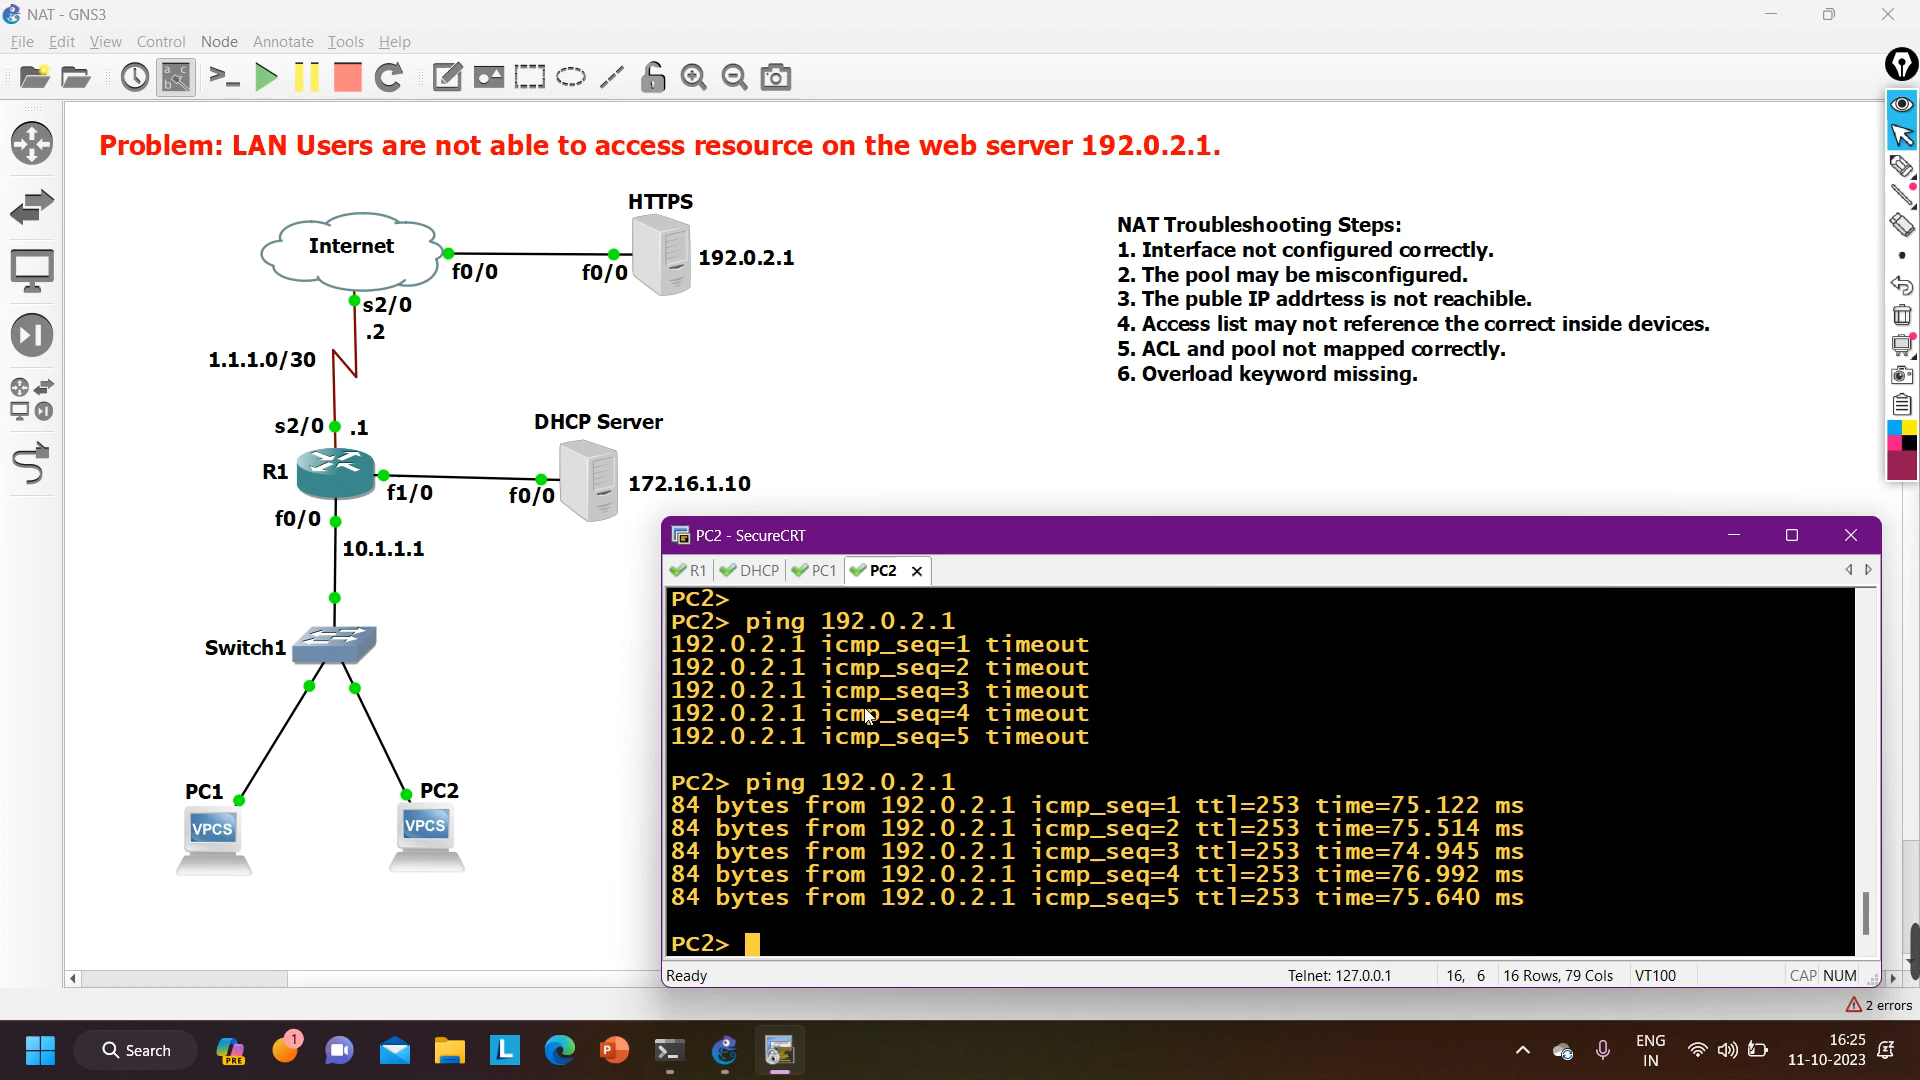 NAT - GNS3
File Edit View Control Node Annotate Tools Help
Problem: LAN Users are not able to access resource on the web server 192.0.2.1.
HTTPS
Internet
192.0.2.1
f0/0
f0/0
s2/0
.2
1.1.1.0/30
s2/0
.1
DHCP Server
R1
f1/0
f0/0
172.16.1.10
f0/0
10.1.1.1
Switch1
PC1
PC2
VPCS
VPCS
NAT Troubleshooting Steps:
1. Interface not configured correctly.
2. The pool may be misconfigured.
3. The puble IP addrtess is not reachible.
4. Access list may not reference the correct inside devices.
5. ACL and pool not mapped correctly.
6. Overload keyword missing.
PC2 - SecureCRT
R1 DHCP PC1 PC2
PC2>
PC2> ping 192.0.2.1
192.0.2.1 icmp_seq=1 timeout
192.0.2.1 icmp_seq=2 timeout
192.0.2.1 icmp_seq=3 timeout
192.0.2.1 icmp_seq=4 timeout
192.0.2.1 icmp_seq=5 timeout
PC2> ping 192.0.2.1
84 bytes from 192.0.2.1 icmp_seq=1 ttl=253 time=75.122 ms
84 bytes from 192.0.2.1 icmp_seq=2 ttl=253 time=75.514 ms
84 bytes from 192.0.2.1 icmp_seq=3 ttl=253 time=74.945 ms
84 bytes from 192.0.2.1 icmp_seq=4 ttl=253 time=76.992 ms
84 bytes from 192.0.2.1 icmp_seq=5 ttl=253 time=75.640 ms
PC2>
Ready Telnet: 127.0.0.1 16, 6 16 Rows, 79 Cols VT100 CAP NUM
2 errors
Search
PRE
1
L
P
ENG
IN
16:25
11-10-2023